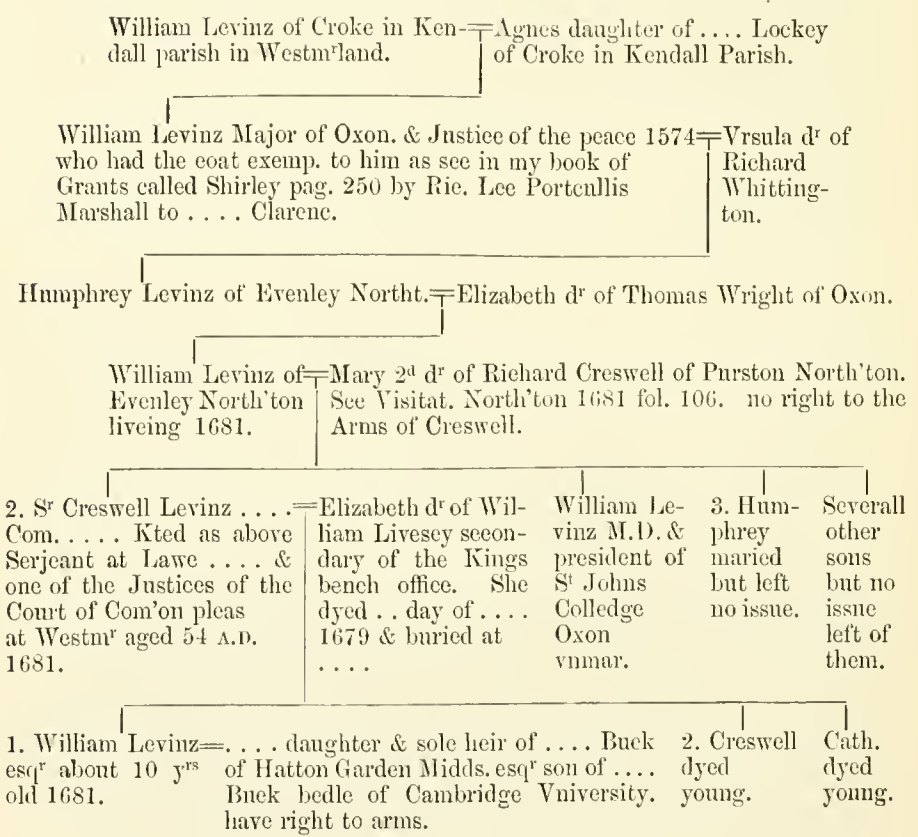 William Levinz of Croke in Ken-
dall parish in Westmʳland.
Agnes daughter of .... Lockey
of Croke in Kendall Parish.
William Levinz Major of Oxon. & Justice of the peace 1574
who had the coat exemp. to him as see in my book of
Grants called Shirley pag. 250 by Ric. Lee Portcullis
Marshall to .... Clarenc.
Vrsula dʳ of
Richard
Whitting-
ton.
Humphrey Levinz of Evenley Northt.
Elizabeth dʳ of Thomas Wright of Oxon.
William Levinz of
Evenley North'ton
liveing 1681.
Mary 2ᵈ dʳ of Richard Creswell of Purston North'ton.
See Visitat. North'ton 1681 fol. 106. no right to the
Arms of Creswell.
2. Sʳ Creswell Levinz ....
Com..... Kted as above
Serjeant at Lawe .... &
one of the Justices of the
Court of Com'on pleas
at Westmʳ aged 54 A.D.
1681.
Elizabeth dʳ of Wil-
liam Livesey secon-
dary of the Kings
bench office. She
dyed .. day of ....
1679 & buried at
....
William Le-
vinz M.D. &
president of
Sᵗ Johns
Colledge
Oxon
vnmar.
3. Hum-
phrey
maried
but left
no issue.
Severall
other
sons
but no
issue
left of
them.
1. William Levinz
esqʳ about 10 yʳˢ
old 1681.
.... daughter & sole heir of .... Buck
of Hatton Garden Midds. esqʳ son of ....
Buck bedle of Cambridge Vniversity.
have right to arms.
2. Creswell
dyed
young.
Cath.
dyed
young.